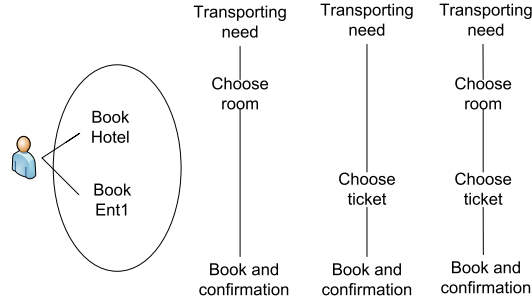 Book
Hotel
Book
Ent1
Transporting
need
Choose
room
Book and
confirmation
Transporting
need
Choose
ticket
Book and
confirmation
Transporting
need
Choose
room
Choose
ticket
Book and
confirmation